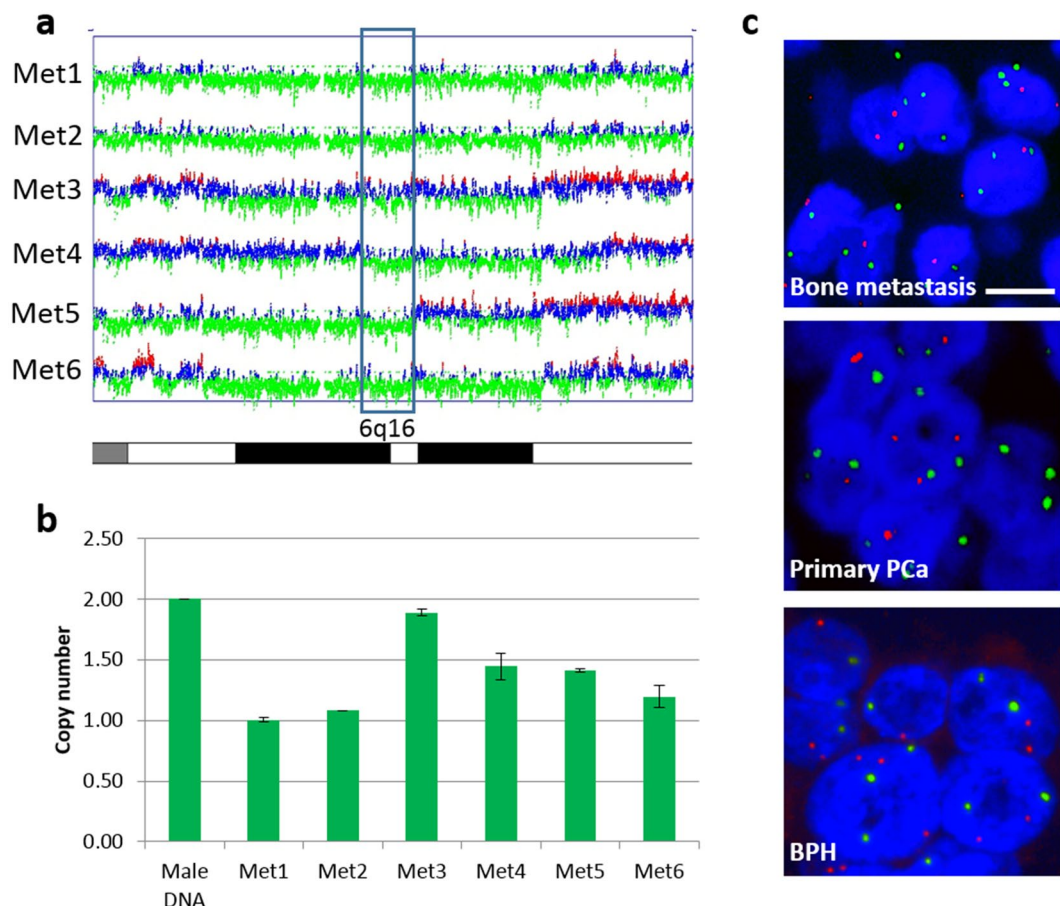 a
Met1
Met2
Met3
Met4
Met5
Met6
6q16
b
2.50
2.00
1.50
1.00
0.50
0.00
Copy number
Male DNA
Met1
Met2
Met3
Met4
Met5
Met6
c
Bone metastasis
Primary PCa
BPH